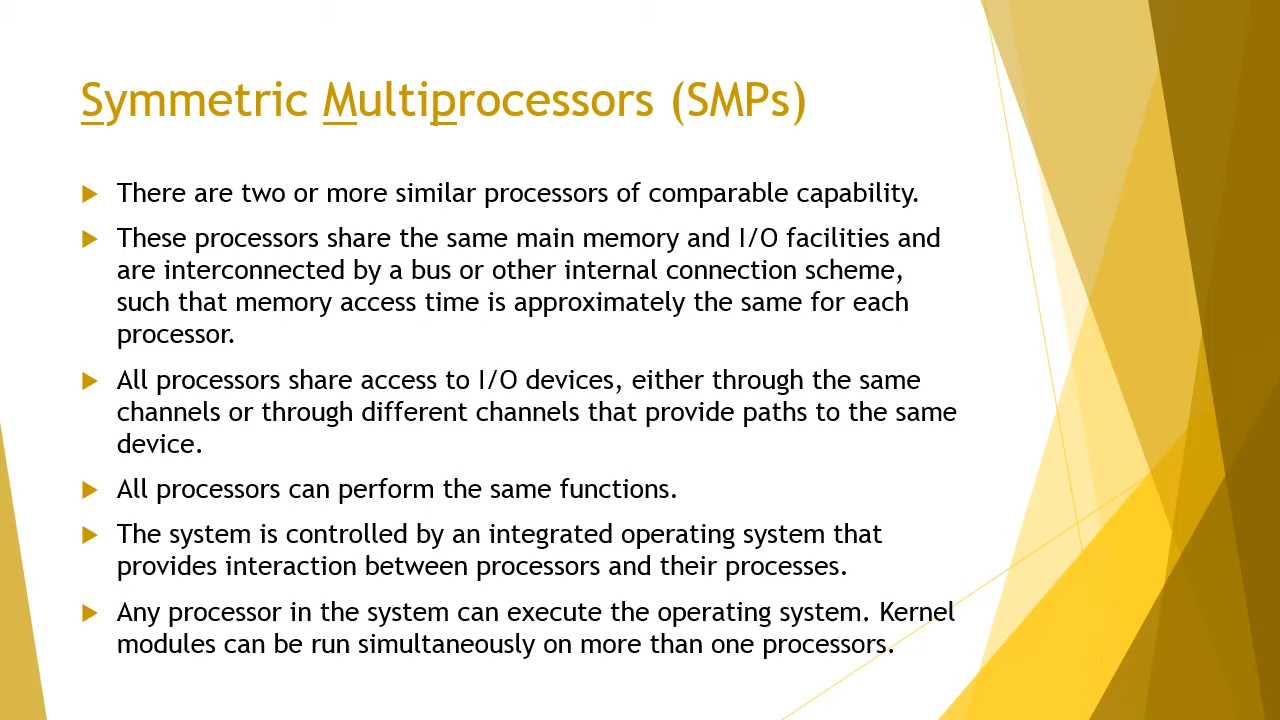 Symmetric Multiprocessors (SMPs)
There are two or more similar processors of comparable capability.
These processors share the same main memory and I/O facilities and
are interconnected by a bus or other internal connection scheme,
such that memory access time is approximately the same for each
processor.
All processors share access to I/O devices, either through the same
channels or through different channels that provide paths to the same
device.
All processors can perform the same functions.
The system is controlled by an integrated operating system that
provides interaction between processors and their processes.
Any processor in the system can execute the operating system. Kernel
modules can be run simultaneously on more than one processors.